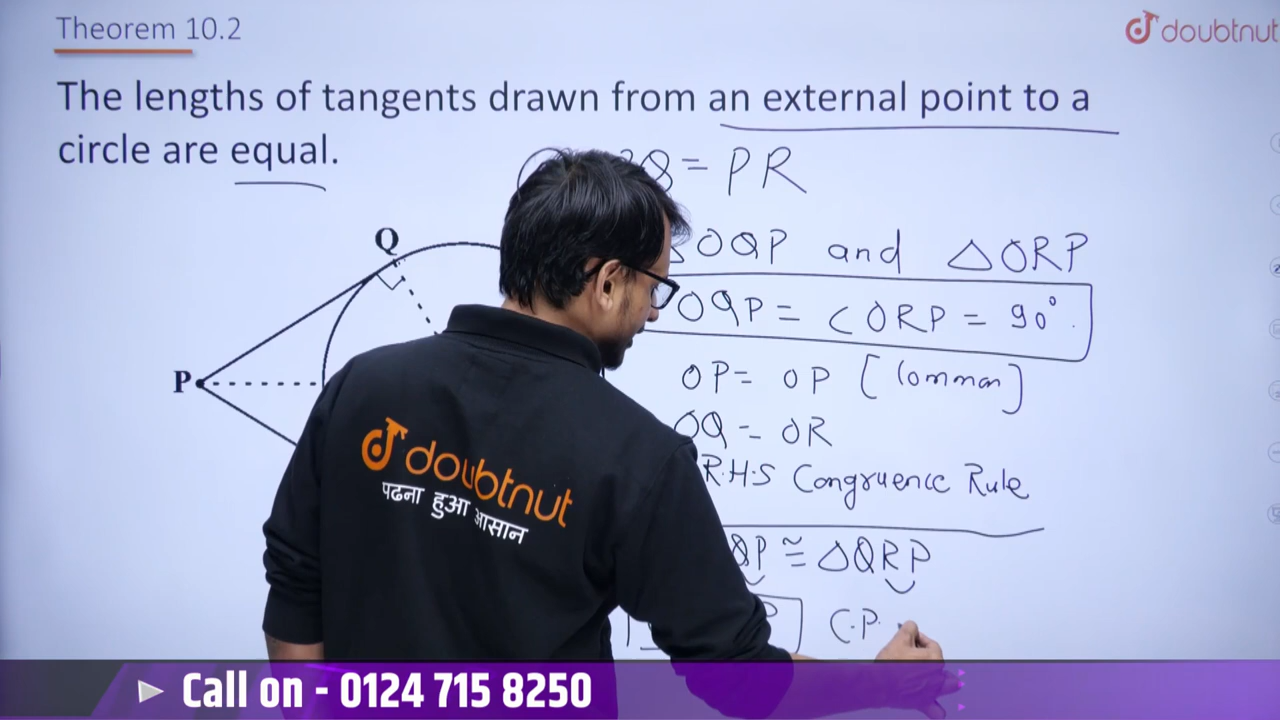 Theorem 10.2
doubtnut
The lengths of tangents drawn from an external point to a
circle are equal.
= PR
OQP and △ORP
OQP = <ORP = 90°.
Q
P
OP = OP [Common]
OQ = OR
R.H.S Congruence Rule
QP ≅ △QRP
C.P.
doubtnut
पढना हुआ आसान
Call on - 0124 715 8250